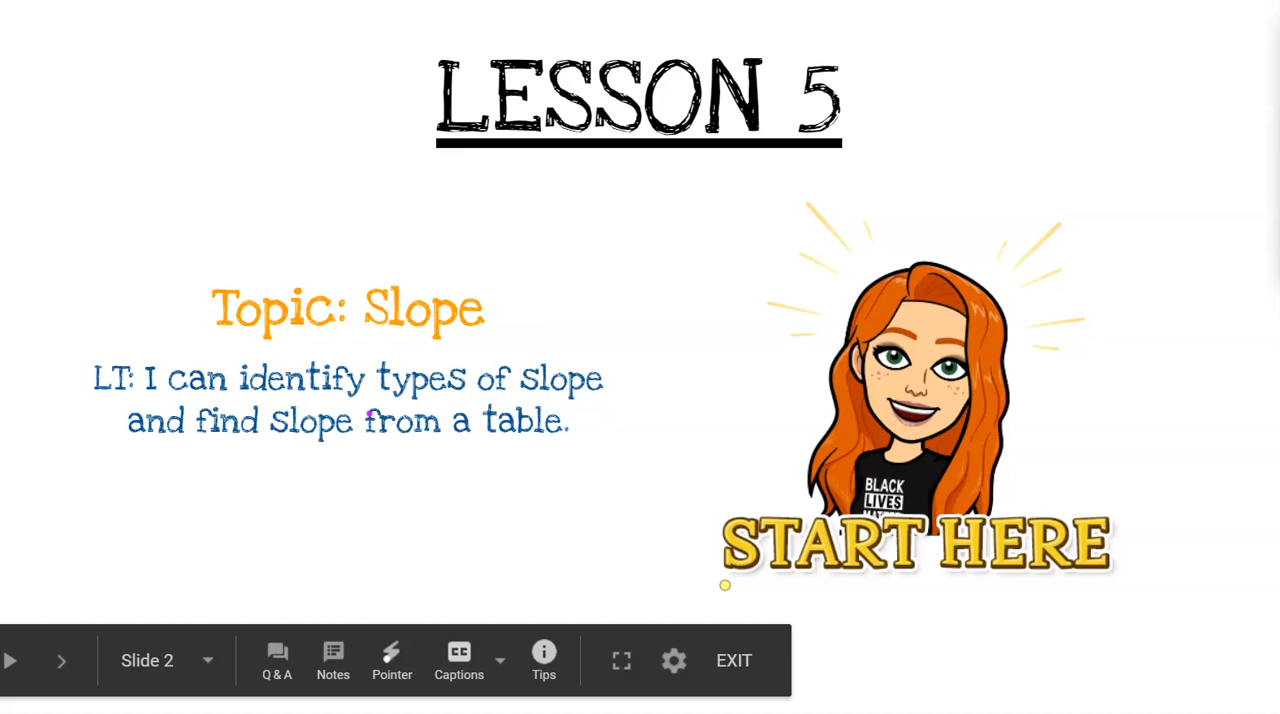 LESSON 5
Topic: Slope
LT: I can identify types of slope
and find slope from a table.
BLACK
LIVES
START HERE
Slide 2
Q & A
Notes
Pointer
CC
Captions
Tips
EXIT